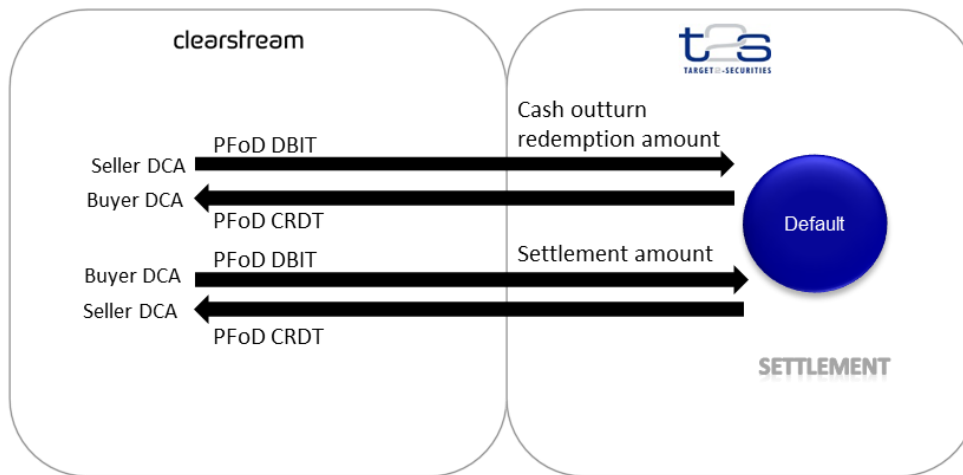 clearstream
t2s
TARGET2-SECURITIES
Cash outturn
redemption amount
PFoD DBIT
Seller DCA
Buyer DCA
PFoD CRDT
Default
PFoD DBIT
Settlement amount
Buyer DCA
Seller DCA
PFoD CRDT
SETTLEMENT